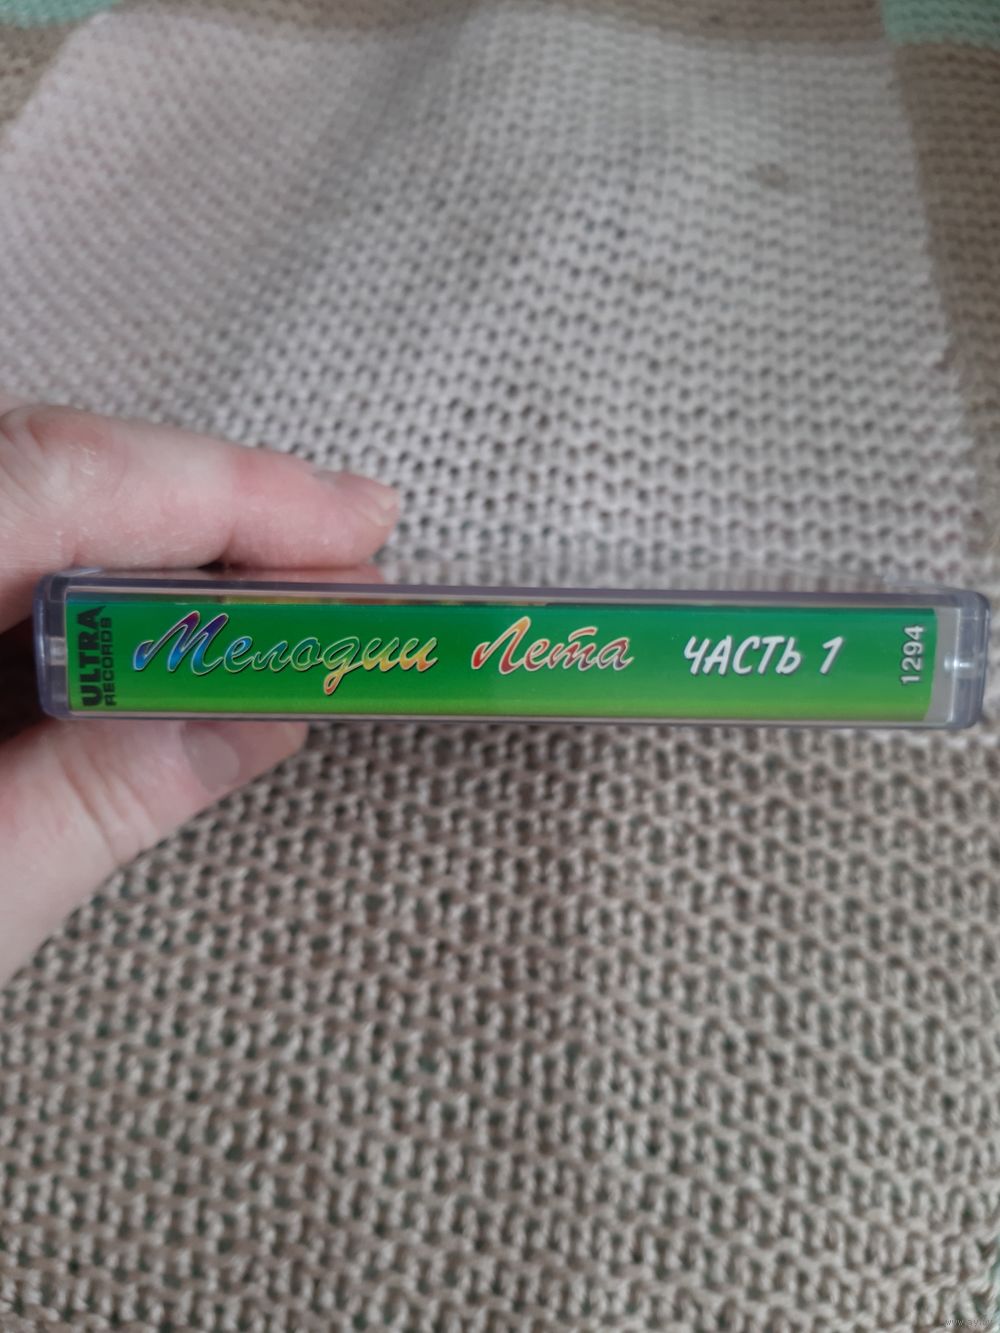 ULTRA
RECORDS
Мелодии Лета ЧАСТЬ 1
1294